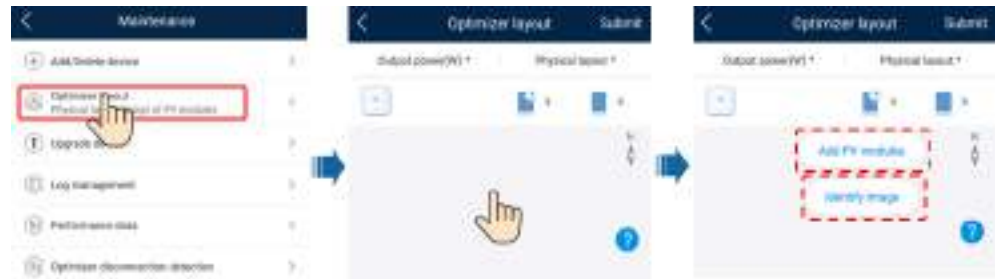 Maintenance
Add/Delete device
Optimizer layout
Physical layout of PV modules
Upgrade
Log management
Performance data
Optimizer disconnection detection
Optimizer layout Submit
Output power(W) Physical layout
N
?
Optimizer layout Submit
Output power(W) Physical layout
N
Add PV modules
Identify image
?